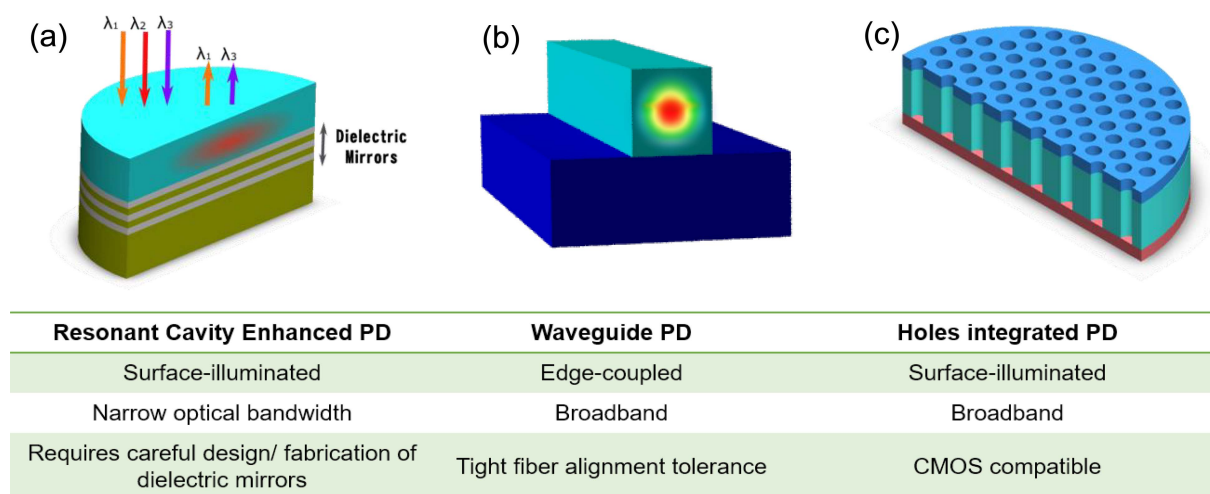 (a)
λ₁ λ₂ λ₃
λ₁ λ₃
Dielectric
Mirrors
(b)
(c)
Resonant Cavity Enhanced PD Waveguide PD Holes integrated PD
Surface-illuminated Edge-coupled Surface-illuminated
Narrow optical bandwidth Broadband Broadband
Requires careful design/ fabrication of
dielectric mirrors Tight fiber alignment tolerance CMOS compatible